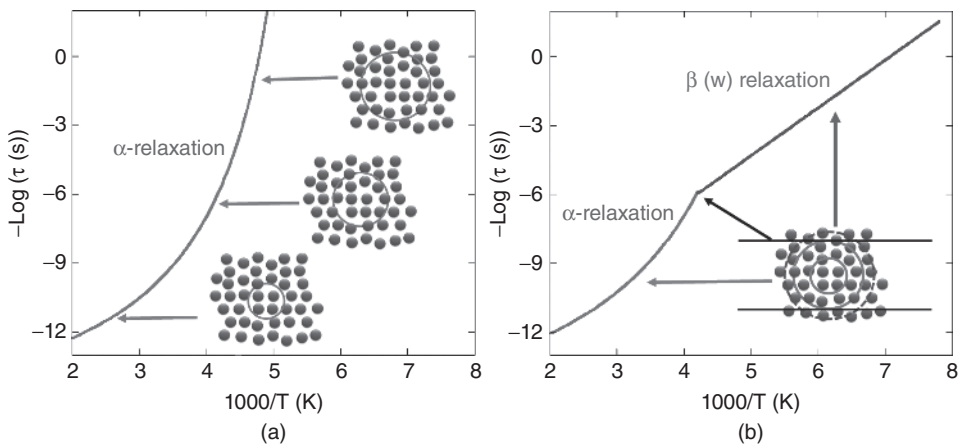 0
−3
−6
−9
−12
−Log (τ (s))
α-relaxation
2 3 4 5 6 7 8
1000/T (K)
(a)
0
−3
−6
−9
−12
−Log (τ (s))
β (w) relaxation
α-relaxation
2 3 4 5 6 7 8
1000/T (K)
(b)